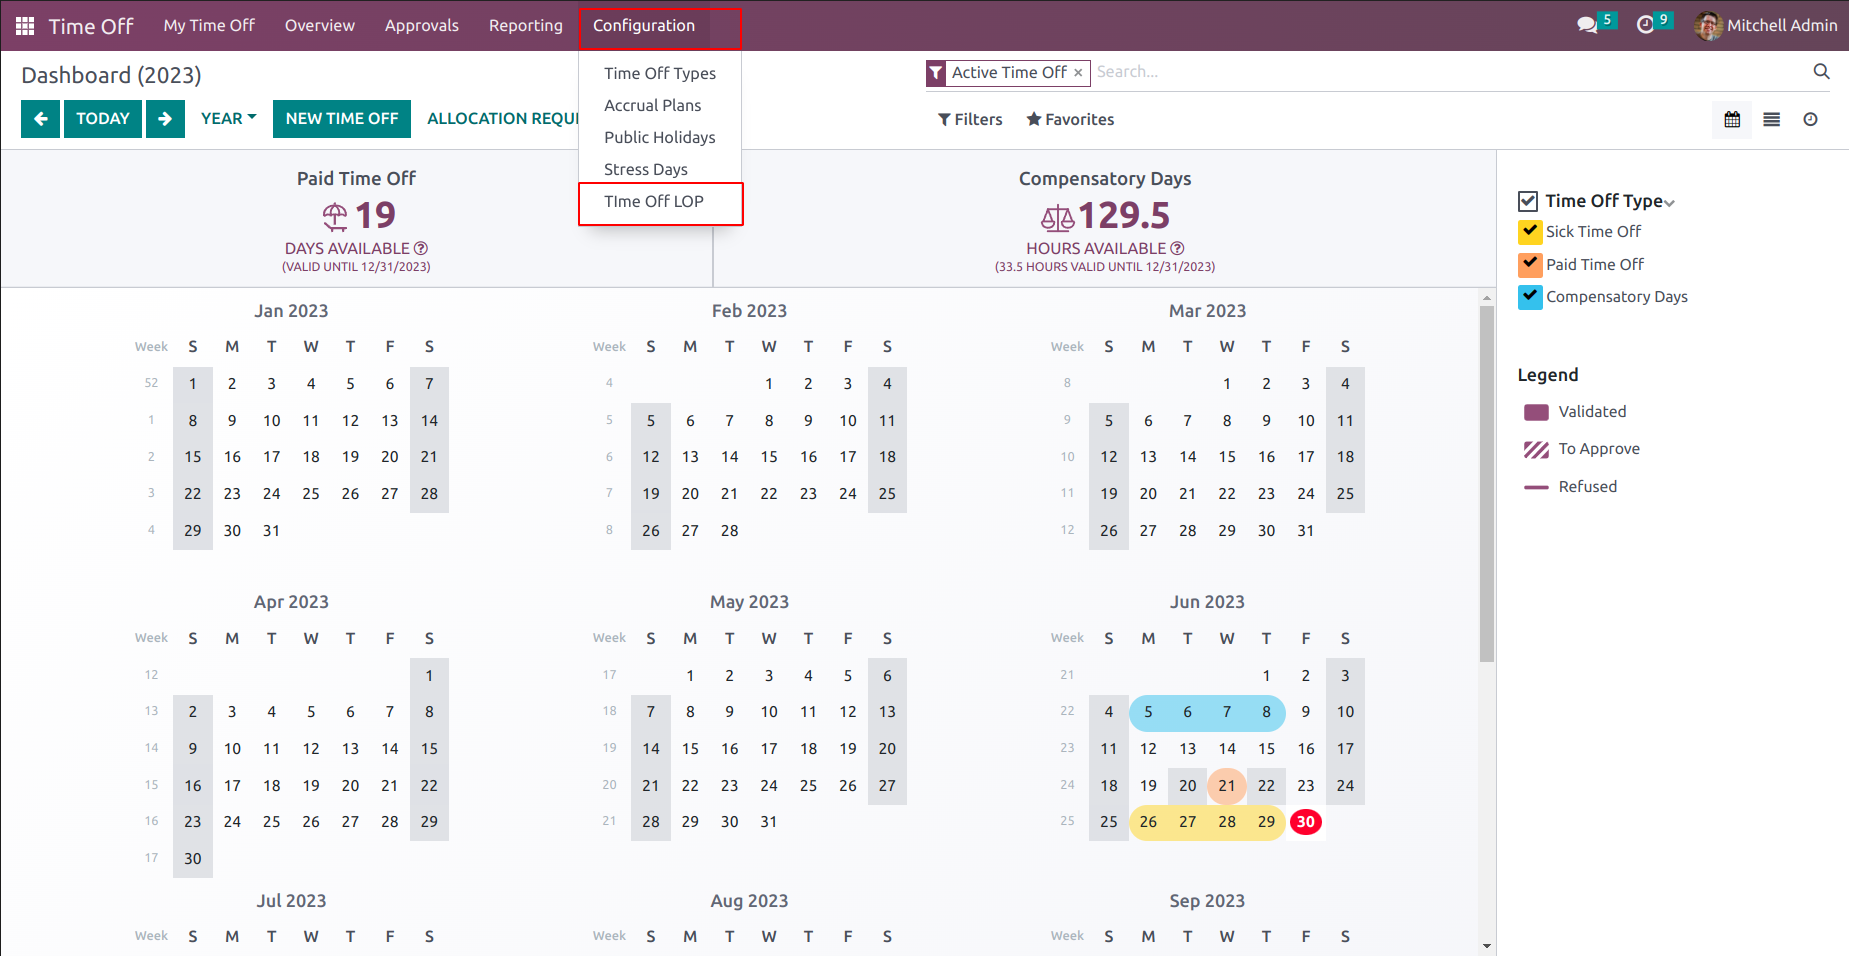 Time Off My Time Off Overview Approvals Reporting Configuration 5 9 Mitchell Admin
Dashboard (2023) Active Time Off × Search...
TODAY YEAR NEW TIME OFF ALLOCATION REQU Filters Favorites
Time Off Types
Accrual Plans
Public Holidays
Stress Days
TIme Off LOP
Paid Time Off
19
DAYS AVAILABLE ?
(VALID UNTIL 12/31/2023)
Compensatory Days
129.5
HOURS AVAILABLE ?
(33.5 HOURS VALID UNTIL 12/31/2023)
Time Off Type
Sick Time Off
Paid Time Off
Compensatory Days
Legend
Validated
To Approve
Refused
Jan 2023
Week S M T W T F S
52 1 2 3 4 5 6 7
1 8 9 10 11 12 13 14
2 15 16 17 18 19 20 21
3 22 23 24 25 26 27 28
4 29 30 31
Feb 2023
Week S M T W T F S
4 1 2 3 4
5 5 6 7 8 9 10 11
6 12 13 14 15 16 17 18
7 19 20 21 22 23 24 25
8 26 27 28
Mar 2023
Week S M T W T F S
8 1 2 3 4
9 5 6 7 8 9 10 11
10 12 13 14 15 16 17 18
11 19 20 21 22 23 24 25
12 26 27 28 29 30 31
Apr 2023
Week S M T W T F S
12 1
13 2 3 4 5 6 7 8
14 9 10 11 12 13 14 15
15 16 17 18 19 20 21 22
16 23 24 25 26 27 28 29
17 30
May 2023
Week S M T W T F S
17 1 2 3 4 5 6
18 7 8 9 10 11 12 13
19 14 15 16 17 18 19 20
20 21 22 23 24 25 26 27
21 28 29 30 31
Jun 2023
Week S M T W T F S
21 1 2 3
22 4 5 6 7 8 9 10
23 11 12 13 14 15 16 17
24 18 19 20 21 22 23 24
25 25 26 27 28 29 30
Jul 2023
Week S M T W T F S
Aug 2023
Week S M T W T F S
Sep 2023
Week S M T W T F S